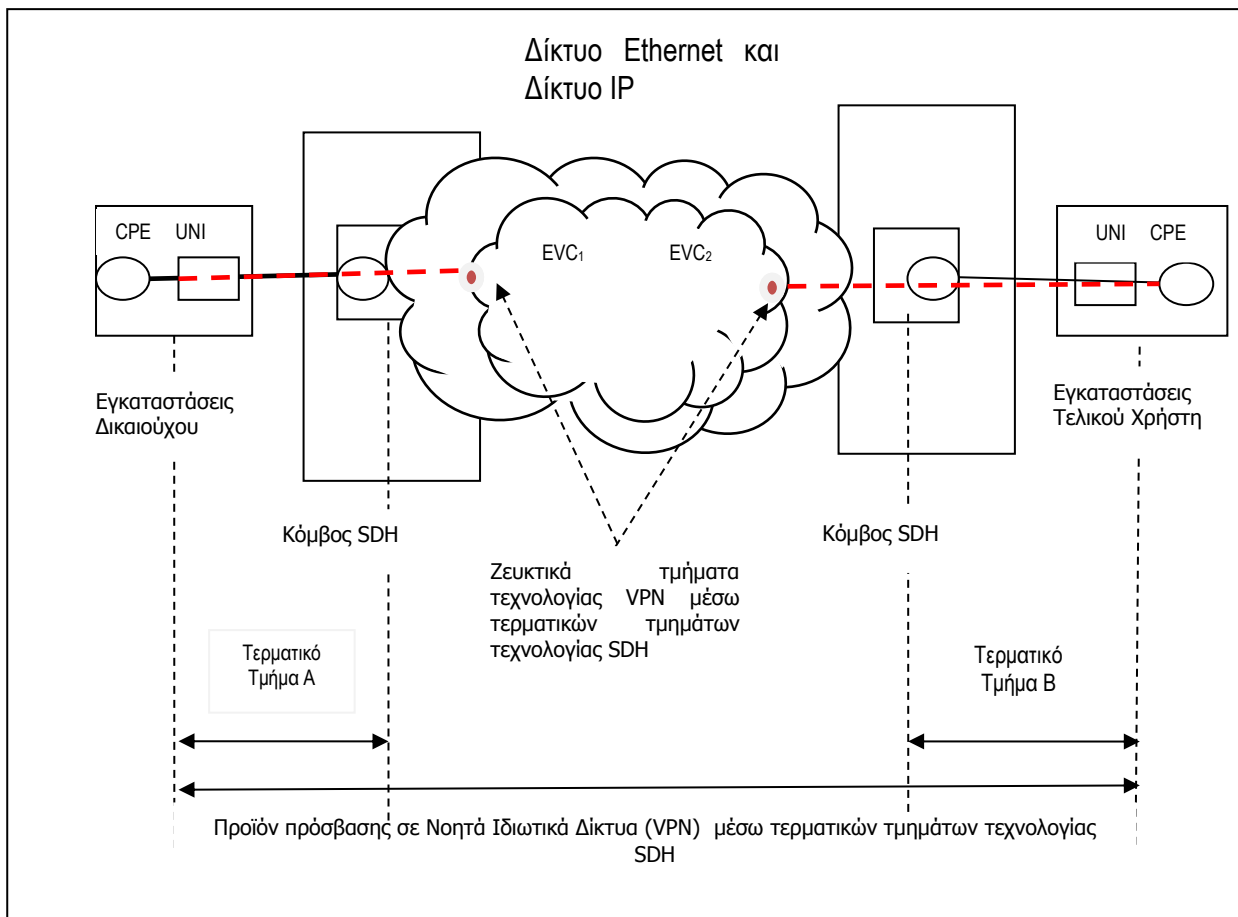 Δίκτυο Ethernet και
Δίκτυο IP
CPE UNI
EVC₁
EVC₂
UNI CPE
Εγκαταστάσεις
Δικαιούχου
Εγκαταστάσεις
Τελικού Χρήστη
Κόμβος SDH
Κόμβος SDH
Ζευκτικά τμήματα
τεχνολογίας VPN μέσω
τερματικών τμημάτων
τεχνολογίας SDH
Τερματικό
Τμήμα Α
Τερματικό
Τμήμα Β
Προϊόν πρόσβασης σε Νοητά Ιδιωτικά Δίκτυα (VPN) μέσω τερματικών τμημάτων τεχνολογίας
SDH